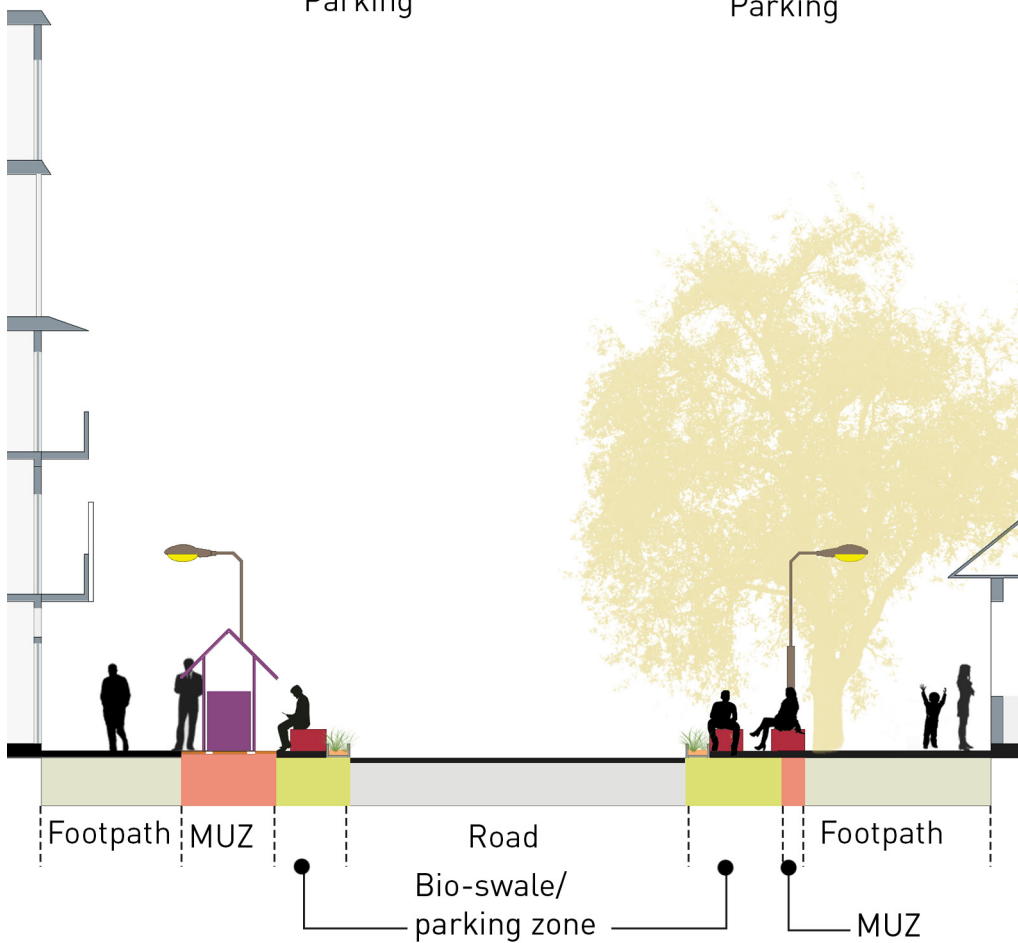 Parking Parking
Footpath MUZ Road Footpath
Bio-swale/
parking zone
MUZ